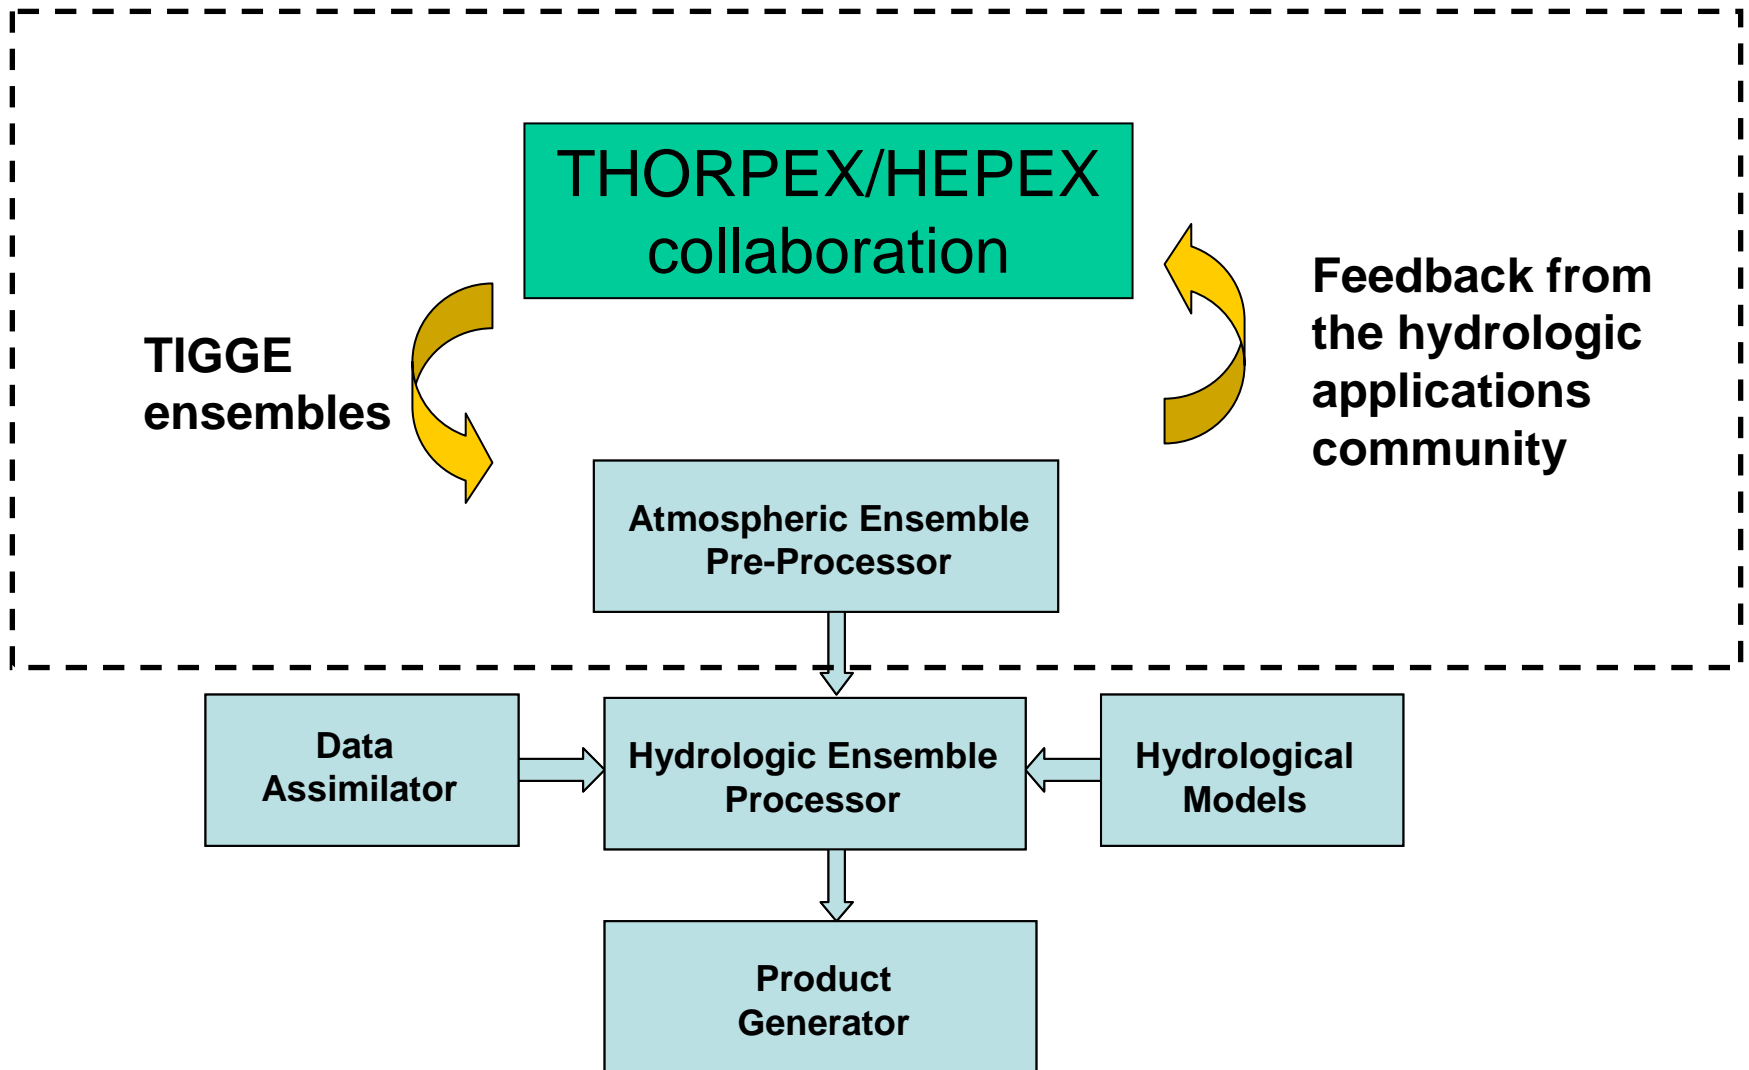 THORPEX/HEPEX
collaboration
TIGGE
ensembles
Feedback from
the hydrologic
applications
community
Atmospheric Ensemble
Pre-Processor
Data
Assimilator
Hydrologic Ensemble
Processor
Hydrological
Models
Product
Generator